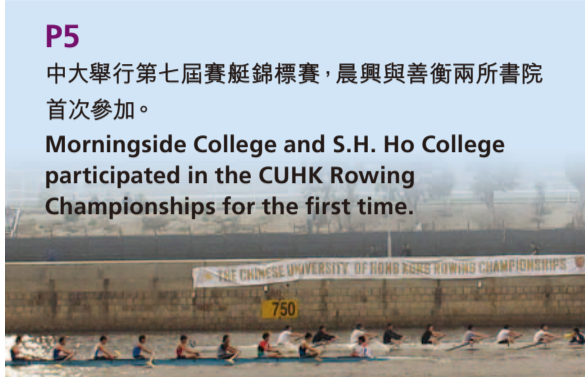 P5
中大舉行第七屆賽艇錦標賽，晨興與善衡兩所書院
首次參加。
Morningside College and S.H. Ho College
participated in the CUHK Rowing
Championships for the first time.
THE CHINESE UNIVERSITY OF HONG KONG ROWING CHAMPIONSHIPS
750